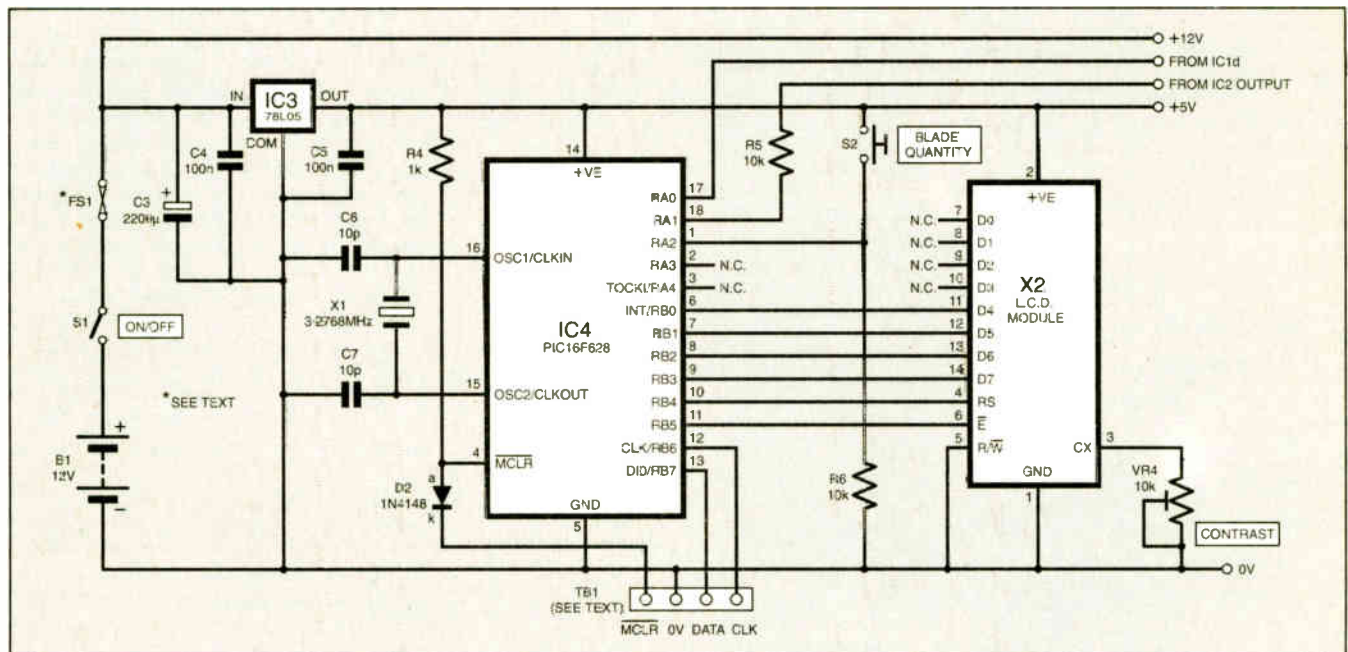 +12V
FROM IC1d
FROM IC2 OUTPUT
+5V
IN
IC3
78L05
OUT
COM
C4
100n
C5
100n
R4
1k
*FS1
C3
+
220µ
C6
10p
X1
3·2768MHz
C7
10p
S1
ON/OFF
*SEE TEXT
B1
12V
+
−
D2
1N4148
a
k
14
+VE
16
OSC1/CLKIN
15
OSC2/CLKOUT
4
MCLR
IC4
PIC16F628
GND
5
RA0
17
RA1
18
RA2
1
RA3
2
N.C.
TOCKI/RA4
3
N.C.
INT/RB0
6
RB1
7
RB2
8
RB3
9
RB4
10
RB5
11
CLK/RB6
12
DID/RB7
13
R5
10k
S2
BLADE
QUANTITY
R6
10k
2
+VE
N.C.
7
D0
N.C.
8
D1
N.C.
9
D2
N.C.
10
D3
11
D4
12
D5
13
D6
14
D7
4
RS
6
E
5
R/W
X2
L.C.D.
MODULE
CX
3
GND
1
VR4
10k
CONTRAST
0V
TB1
(SEE TEXT)
MCLR 0V DATA CLK